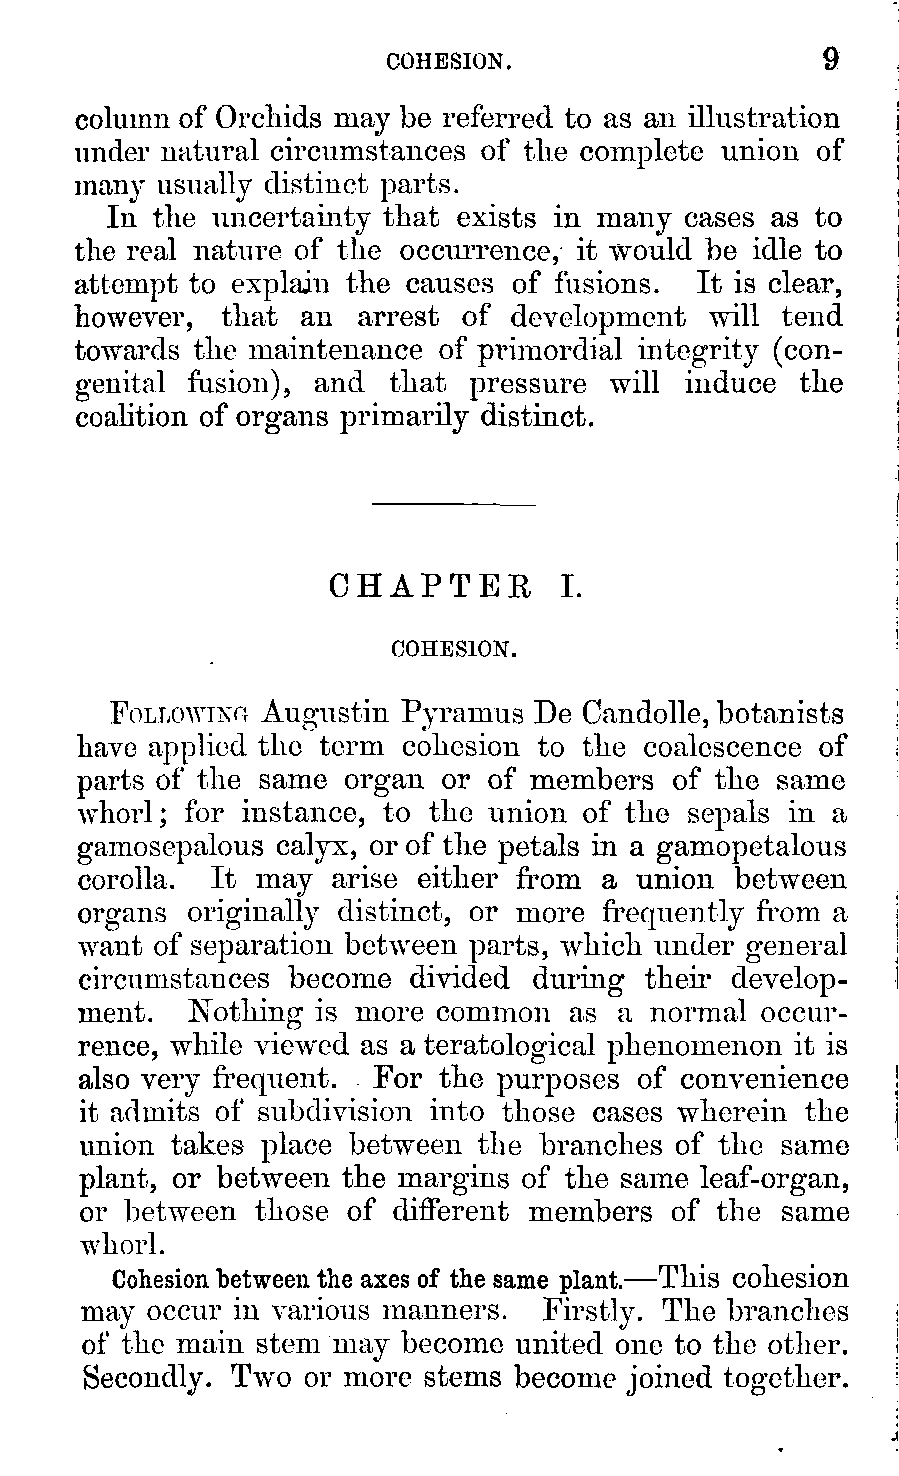 COHESION. 9
column of Orchids may be referred to as an illustration
under natural circumstances of the complete union of
many usually distinct parts.
In the uncertainty that exists in many cases as to
the real nature of the occurrence, it would be idle to
attempt to explain the causes of fusions. It is clear,
however, that an arrest of development will tend
towards the maintenance of primordial integrity (con-
genital fusion), and that pressure will induce the
coalition of organs primarily distinct.
CHAPTER I.
COHESION.
FOLLOWING Augustin Pyramus De Candolle, botanists
have applied the term cohesion to the coalescence of
parts of the same organ or of members of the same
whorl; for instance, to the union of the sepals in a
gamosepalous calyx, or of the petals in a gamopetalous
corolla. It may arise either from a union between
organs originally distinct, or more frequently from a
want of separation between parts, which under general
circumstances become divided during their develop-
ment. Nothing is more common as a normal occur-
rence, while viewed as a teratological phenomenon it is
also very frequent. For the purposes of convenience
it admits of subdivision into those cases wherein the
union takes place between the branches of the same
plant, or between the margins of the same leaf-organ,
or between those of different members of the same
whorl.
Cohesion between the axes of the same plant.—This cohesion
may occur in various manners. Firstly. The branches
of the main stem may become united one to the other.
Secondly. Two or more stems become joined together.